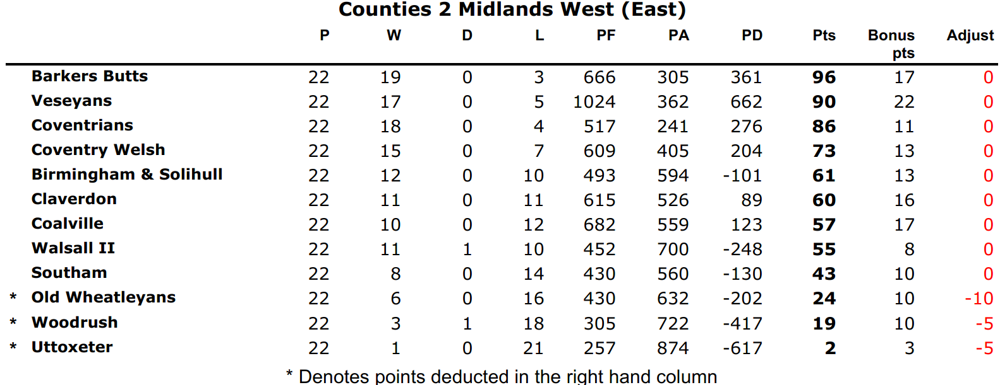 Counties 2 Midlands West (East)
P W D L PF PA PD Pts Bonus pts Adjust
Barkers Butts 22 19 0 3 666 305 361 96 17 0
Veseyans 22 17 0 5 1024 362 662 90 22 0
Coventrians 22 18 0 4 517 241 276 86 11 0
Coventry Welsh 22 15 0 7 609 405 204 73 13 0
Birmingham & Solihull 22 12 0 10 493 594 -101 61 13 0
Claverdon 22 11 0 11 615 526 89 60 16 0
Coalville 22 10 0 12 682 559 123 57 17 0
Walsall II 22 11 1 10 452 700 -248 55 8 0
Southam 22 8 0 14 430 560 -130 43 10 0
* Old Wheatleyans 22 6 0 16 430 632 -202 24 10 -10
* Woodrush 22 3 1 18 305 722 -417 19 10 -5
* Uttoxeter 22 1 0 21 257 874 -617 2 3 -5
* Denotes points deducted in the right hand column